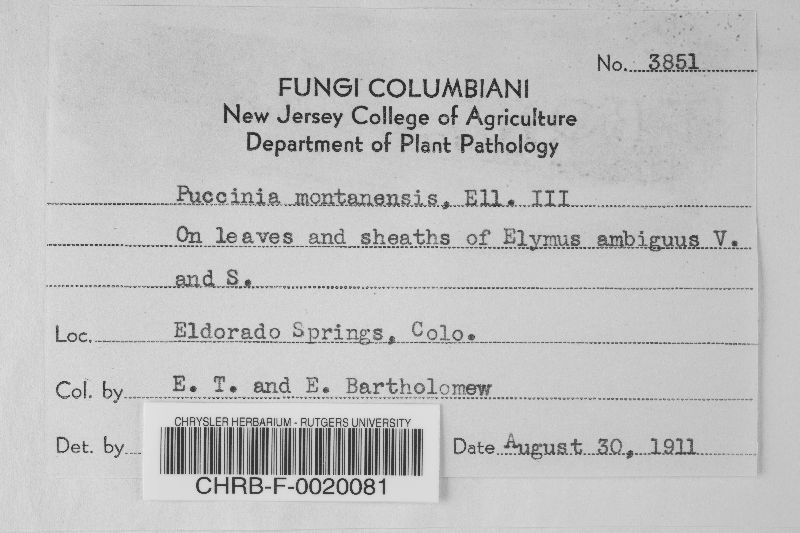 No. 3851
FUNGI COLUMBIANI
New Jersey College of Agriculture
Department of Plant Pathology
Puccinia montanensis, Ell. III
On leaves and sheaths of Elymus ambiguus V.
and S.
Loc. Eldorado Springs, Colo.
Col. by E. T. and E. Bartholomew
Det. by
Date August 30, 1911
CHRYSLER HERBARIUM - RUTGERS UNIVERSITY
CHRB-F-0020081